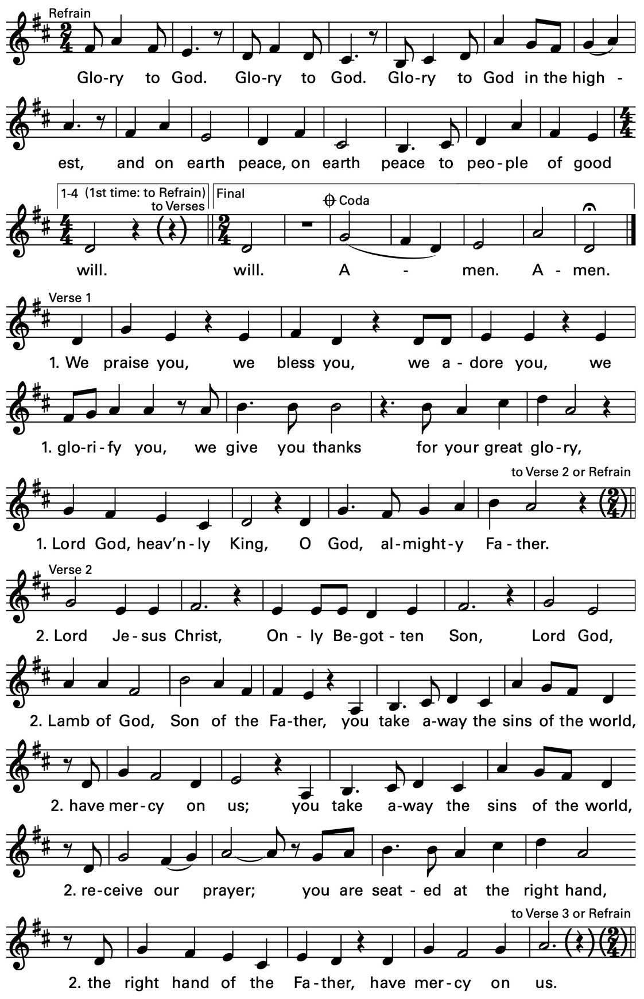 Refrain
Glo-ry to God. Glo-ry to God. Glo-ry to God in the high -
est, and on earth peace, on earth peace to peo-ple of good
1-4 (1st time: to Refrain) Final
to Verses
Coda
will. will. A - men. A - men.
Verse 1
1. We praise you, we bless you, we a - dore you, we
1. glo-ri-fy you, we give you thanks for your great glo-ry,
to Verse 2 or Refrain
1. Lord God, heav’n-ly King, O God, al-might-y Fa-ther.
Verse 2
2. Lord Je-sus Christ, On - ly Be-got-ten Son, Lord God,
2. Lamb of God, Son of the Fa-ther, you take a-way the sins of the world,
2. have mer-cy on us; you take a-way the sins of the world,
2. re-ceive our prayer; you are seat - ed at the right hand,
to Verse 3 or Refrain
2. the right hand of the Fa-ther, have mer-cy on us.